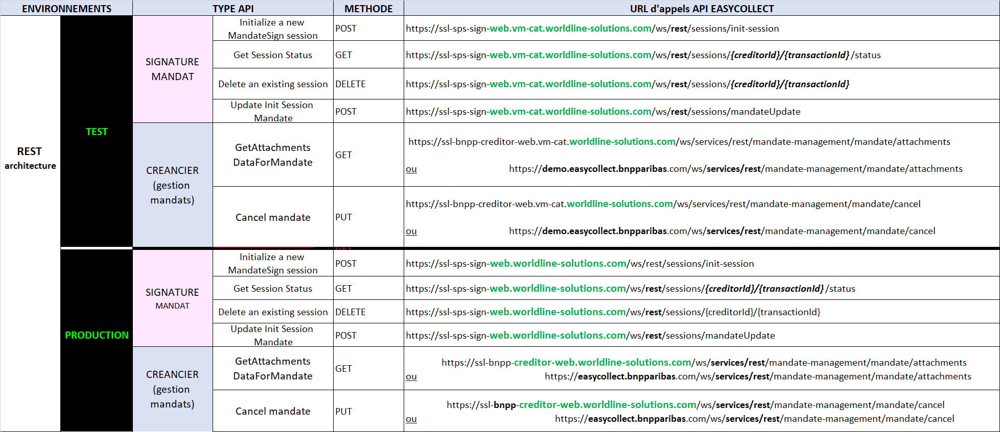 ENVIRONNEMENTS TYPE API METHODE URL d'appels API EASYCOLLECT
REST
architecture
TEST
SIGNATURE
MANDAT
Initialize a new
MandateSign session
POST
https://ssl-sps-sign-web.vm-cat.worldline-solutions.com/ws/rest/sessions/init-session
Get Session Status
GET
https://ssl-sps-sign-web.vm-cat.worldline-solutions.com/ws/rest/sessions/{creditorId}/{transactionId}/status
Delete an existing session
DELETE
https://ssl-sps-sign-web.vm-cat.worldline-solutions.com/ws/rest/sessions/{creditorId}/{transactionId}
Update Init Session
Mandate
POST
https://ssl-sps-sign-web.vm-cat.worldline-solutions.com/ws/rest/sessions/mandateUpdate
CREANCIER
(gestion
mandats)
GetAttachments
DataForMandate
GET
https://ssl-bnpp-creditor-web.vm-cat.worldline-solutions.com/ws/services/rest/mandate-management/mandate/attachments
ou https://demo.easycollect.bnpparibas.com/ws/services/rest/mandate-management/mandate/attachments
Cancel mandate
PUT
https://ssl-bnpp-creditor-web.vm-cat.worldline-solutions.com/ws/services/rest/mandate-management/mandate/cancel
ou https://demo.easycollect.bnpparibas.com/ws/services/rest/mandate-management/mandate/cancel
PRODUCTION
SIGNATURE
MANDAT
Initialize a new
MandateSign session
POST
https://ssl-sps-sign-web.worldline-solutions.com/ws/rest/sessions/init-session
Get Session Status
GET
https://ssl-sps-sign-web.worldline-solutions.com/ws/rest/sessions/{creditorId}/{transactionId}/status
Delete an existing session
DELETE
https://ssl-sps-sign-web.worldline-solutions.com/ws/rest/sessions/{creditorId}/{transactionId}
Update Init Session
Mandate
POST
https://ssl-sps-sign-web.worldline-solutions.com/ws/rest/sessions/mandateUpdate
CREANCIER
(gestion
mandats)
GetAttachments
DataForMandate
GET
https://ssl-bnpp-creditor-web.worldline-solutions.com/ws/services/rest/mandate-management/mandate/attachments
ou https://easycollect.bnpparibas.com/ws/services/rest/mandate-management/mandate/attachments
Cancel mandate
PUT
https://ssl-bnpp-creditor-web.worldline-solutions.com/ws/services/rest/mandate-management/mandate/cancel
ou https://easycollect.bnpparibas.com/ws/services/rest/mandate-management/mandate/cancel